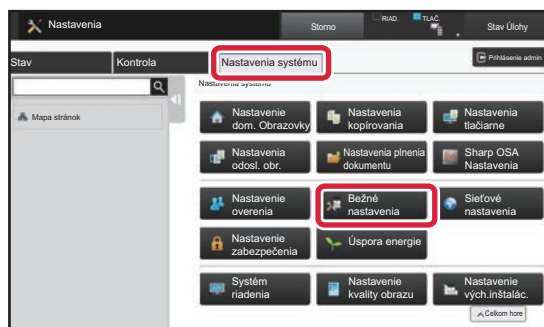 Nastavenia
Storno
RIAD.
TLAČ.
Stav Úlohy
Stav
Kontrola
Nastavenia systému
Prihlásenie admin
Nastavenia systému
Mapa stránok
Nastavenie
dom. Obrazovky
Nastavenia
kopírovania
Nastavenia
tlačiarne
Nastavenia
odosl. obr.
Nastavenia plnenia
dokumentu
Sharp OSA
Nastavenia
Nastavenie
overenia
Bežné
nastavenia
Sieťové
nastavenia
Nastavenie
zabezpečenia
Úspora energie
Systém
riadenia
Nastavenie
kvality obrazu
Nastavenie
vých.inštalác.
Celkom hore